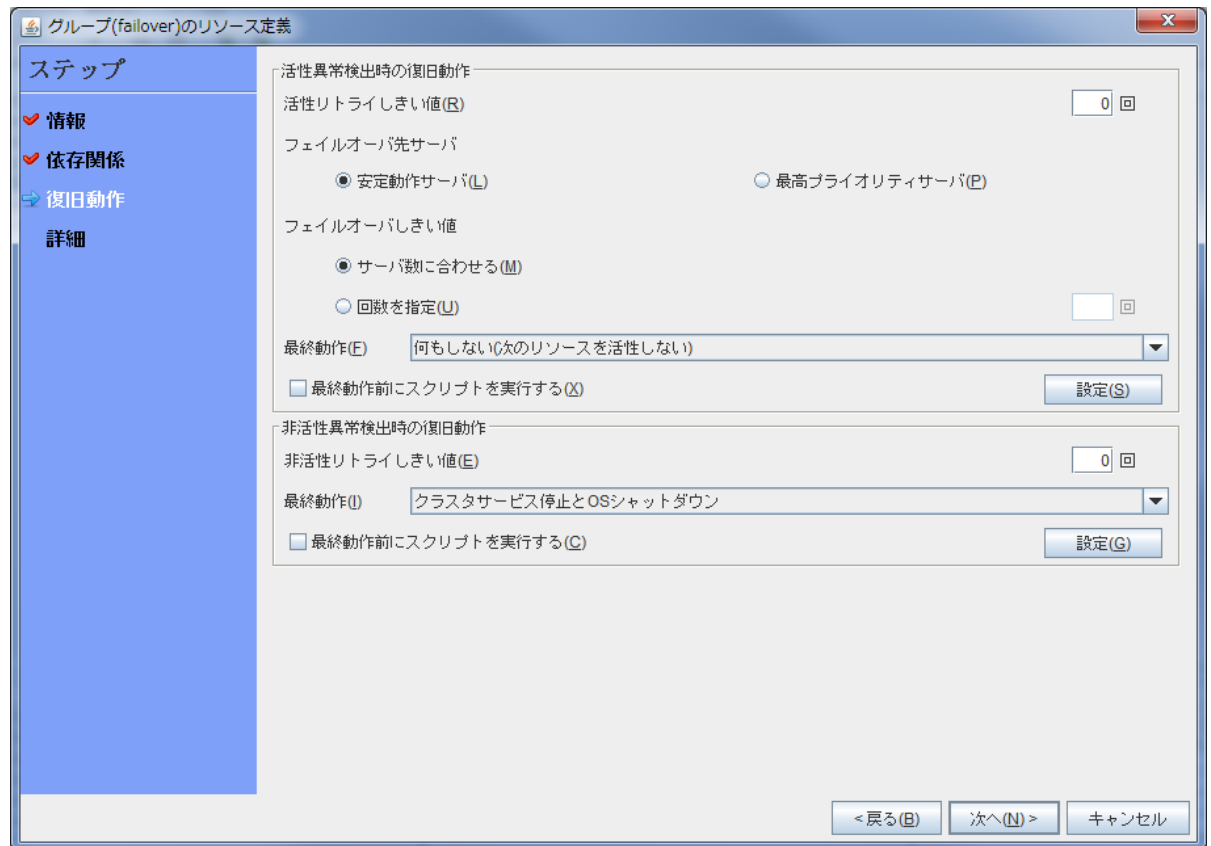 グループ(failover)のリソース定義
ステップ
情報
依存関係
復旧動作
詳細
活性異常検出時の復旧動作
活性リトライしきい値(R) 0 回
フェイルオーバ先サーバ
安定動作サーバ(L) 最高プライオリティサーバ(P)
フェイルオーバしきい値
サーバ数に合わせる(M)
回数を指定(U) 回
最終動作(F) 何もしない(次のリソースを活性しない)
最終動作前にスクリプトを実行する(X) 設定(S)
非活性異常検出時の復旧動作
非活性リトライしきい値(E) 0 回
最終動作(I) クラスタサービス停止とOSシャットダウン
最終動作前にスクリプトを実行する(C) 設定(G)
<戻る(B) 次へ(N)> キャンセル